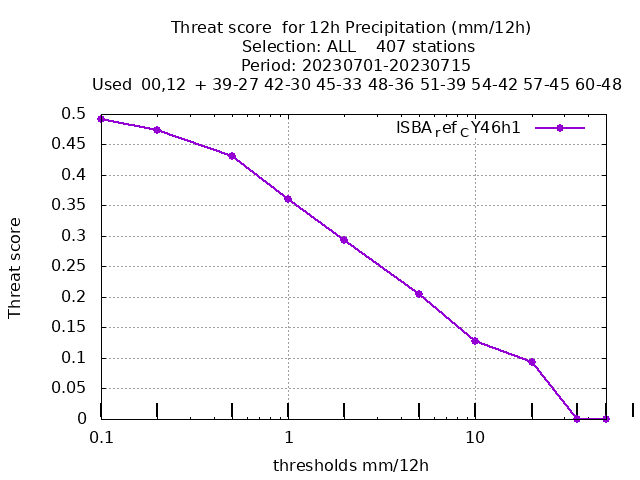 Threat score  for 12h Precipitation (mm/12h)
Selection: ALL    407 stations
Period: 20230701-20230715
Used  00,12  + 39-27 42-30 45-33 48-36 51-39 54-42 57-45 60-48
0.5
ISBAref CY46h1
0.45
0.4
0.35
0.3
Threat score
0.25
0.2
0.15
0.1
0.05
0
0.1 1 10
thresholds mm/12h